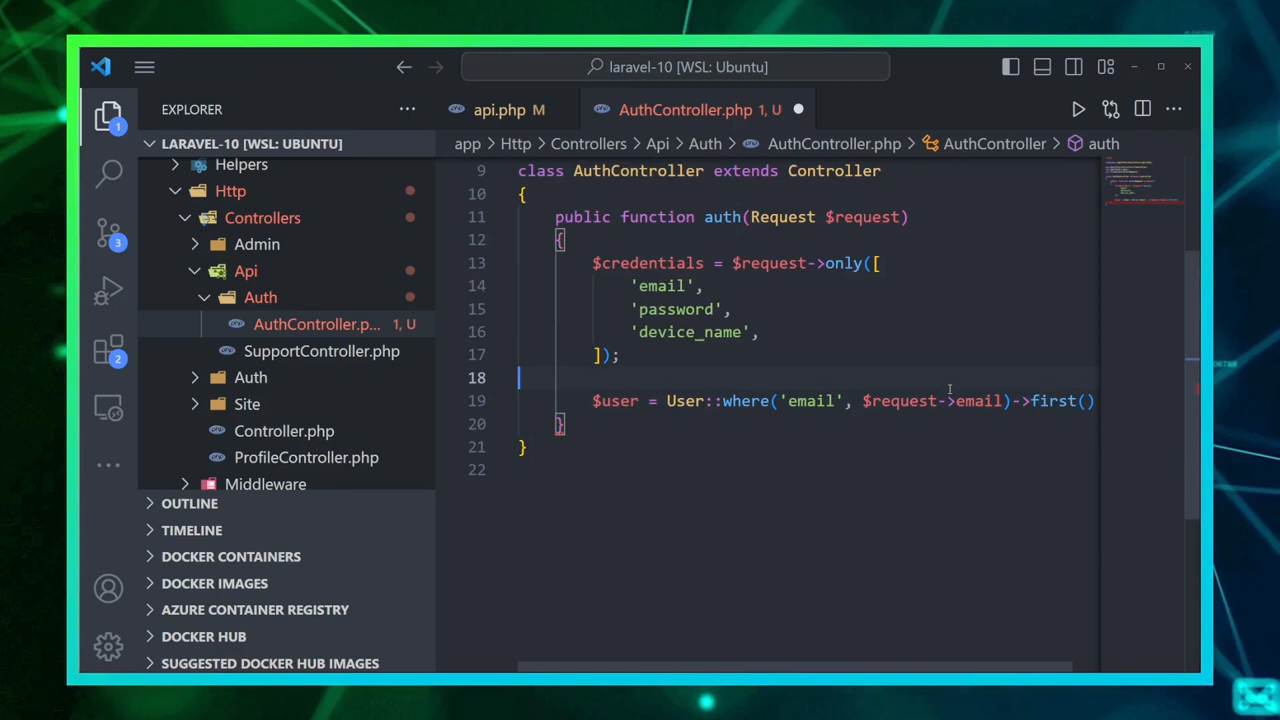 laravel-10 [WSL: Ubuntu]
EXPLORER
api.php M
AuthController.php 1, U
LARAVEL-10 [WSL: UBUNTU]
app > Http > Controllers > Api > Auth > AuthController.php > AuthController > auth
Helpers
Http
Controllers
Admin
Api
Auth
AuthController.p... 1, U
SupportController.php
Auth
Site
Controller.php
ProfileController.php
Middleware
OUTLINE
TIMELINE
DOCKER CONTAINERS
DOCKER IMAGES
AZURE CONTAINER REGISTRY
DOCKER HUB
SUGGESTED DOCKER HUB IMAGES
1
3
2
9 class AuthController extends Controller
10 {
11 public function auth(Request $request)
12 {
13 $credentials = $request->only([
14 'email',
15 'password',
16 'device_name',
17 ]);
18
19 $user = User::where('email', $request->email)->first()
20 }
21 }
22